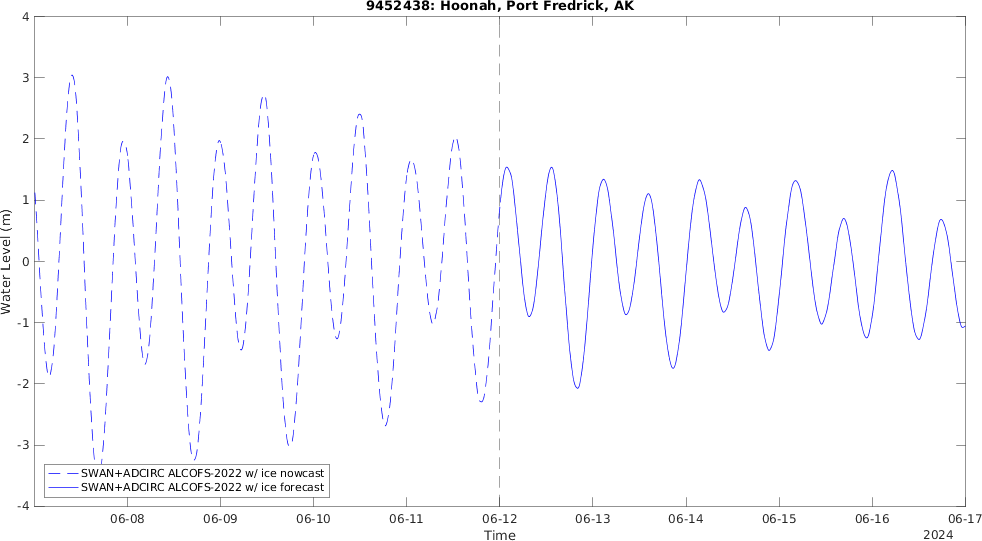 9452438: Hoonah, Port Fredrick, AK
4
3
2
1
0
-1
-2
-3
-4
Water Level (m)
SWAN+ADCIRC ALCOFS-2022 w/ ice nowcast
SWAN+ADCIRC ALCOFS-2022 w/ ice forecast
06-08 06-09 06-10 06-11 06-12 06-13 06-14 06-15 06-16 06-17
Time
2024